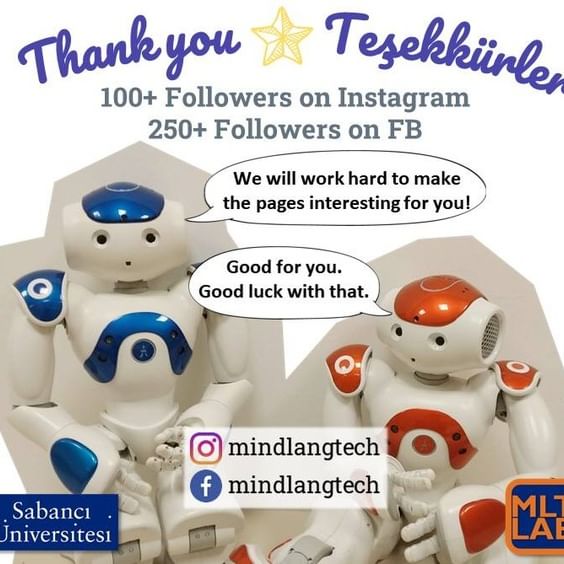 Thank you
Teşekkürler
100+ Followers on Instagram
250+ Followers on FB
We will work hard to make
the pages interesting for you!
Good for you.
Good luck with that.
mindlangtech
mindlangtech
Sabancı
Üniversitesi
MLT
LAB